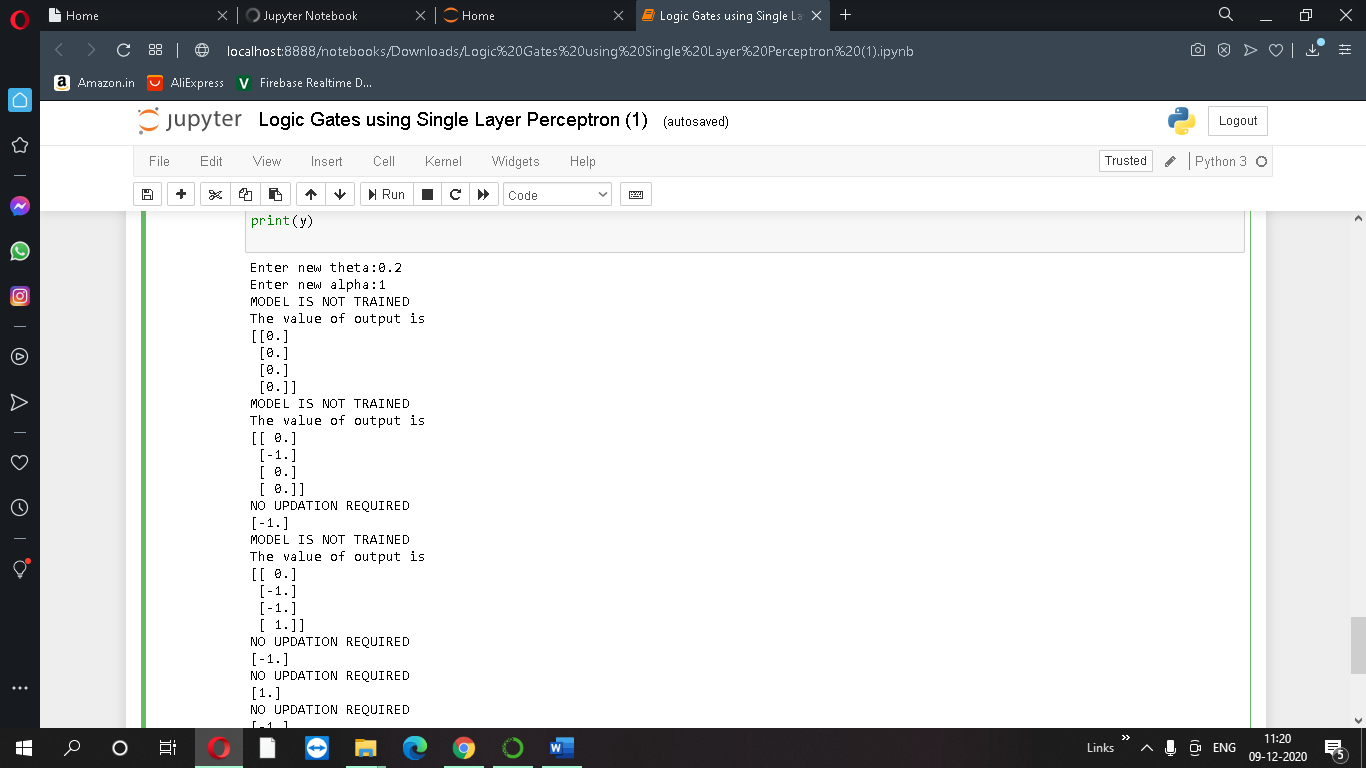 Home
Jupyter Notebook
Home
Logic Gates using Single La
localhost:8888/notebooks/Downloads/Logic%20Gates%20using%20Single%20Layer%20Perceptron%20(1).ipynb
Amazon.in
AliExpress
Firebase Realtime D...
jupyter Logic Gates using Single Layer Perceptron (1) (autosaved)
Logout
File Edit View Insert Cell Kernel Widgets Help
Trusted
Python 3
Run
Code
print(y)
Enter new theta:0.2
Enter new alpha:1
MODEL IS NOT TRAINED
The value of output is
[[0.]
[0.]
[0.]
[0.]]
MODEL IS NOT TRAINED
The value of output is
[[ 0.]
[-1.]
[ 0.]
[ 0.]]
NO UPDATION REQUIRED
[-1.]
MODEL IS NOT TRAINED
The value of output is
[[ 0.]
[-1.]
[-1.]
[ 1.]]
NO UPDATION REQUIRED
[-1.]
NO UPDATION REQUIRED
[1.]
NO UPDATION REQUIRED
[-1.]
Links
ENG
11:20
09-12-2020
5